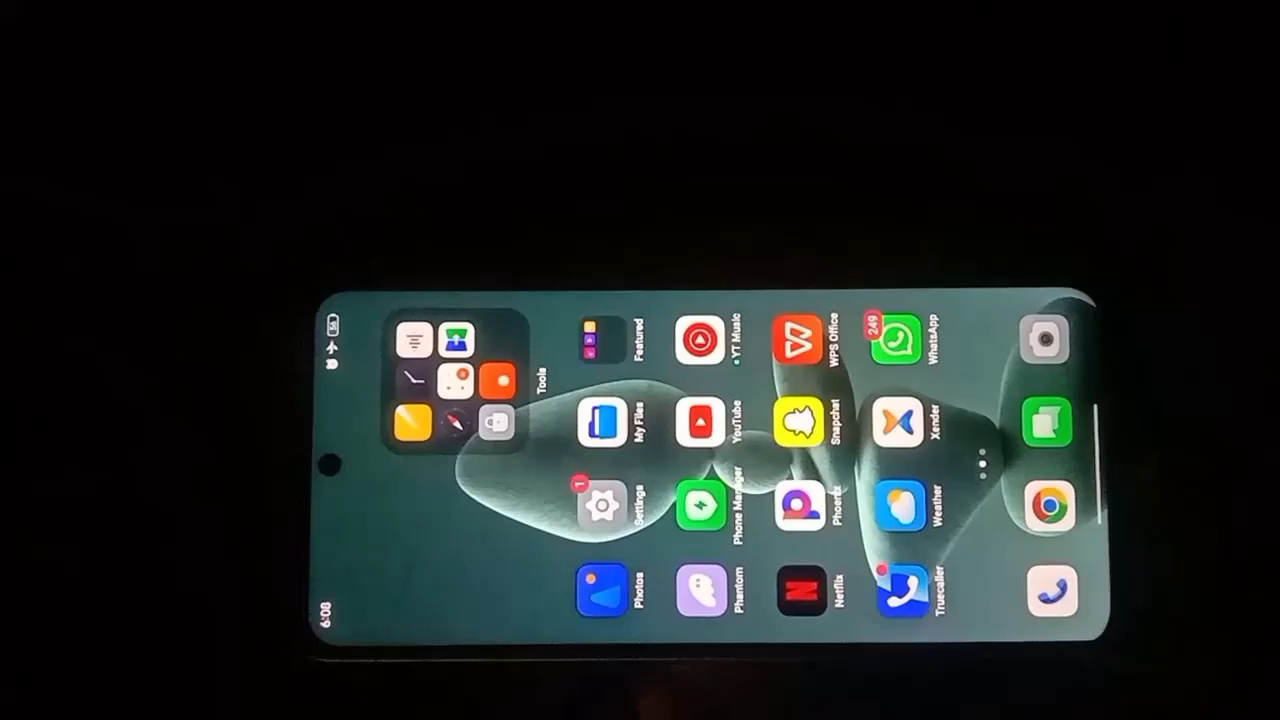 6:08
56
Tools
Photos
Settings
1
My Files
Featured
Phantom
Phone Manager
YouTube
YT Music
Netflix
Phoenix
Snapchat
WPS Office
Truecaller
Weather
Xender
WhatsApp
249